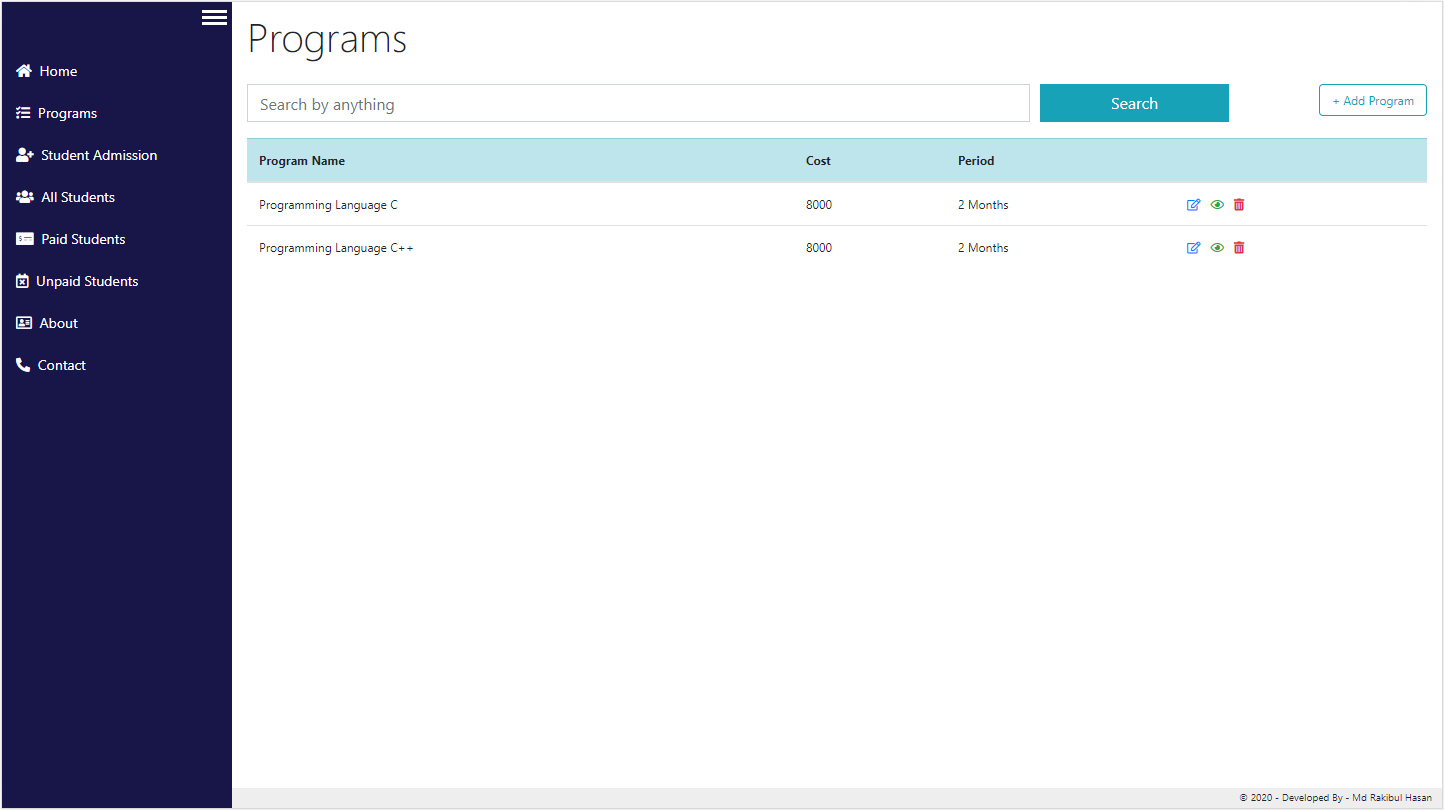 Home
Programs
Student Admission
All Students
Paid Students
Unpaid Students
About
Contact
Programs
Search by anything
Search
+ Add Program
Program Name Cost Period
Programming Language C 8000 2 Months
Programming Language C++ 8000 2 Months
© 2020 - Developed By - Md Rakibul Hasan